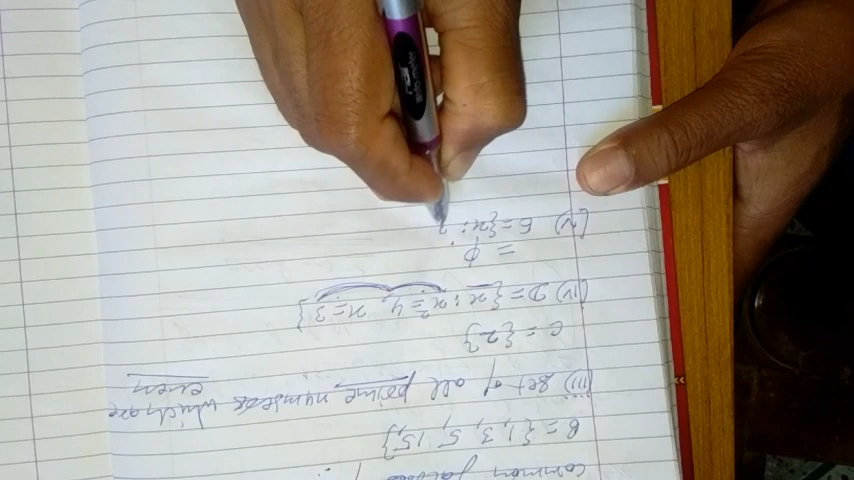 common
B = {1, 3, 5, 15,}
(iii) Set of all prime numbers which are even
C = {2}
(iv) D = {x : x² = 4, x = 3}
= φ
(v) E = {x :